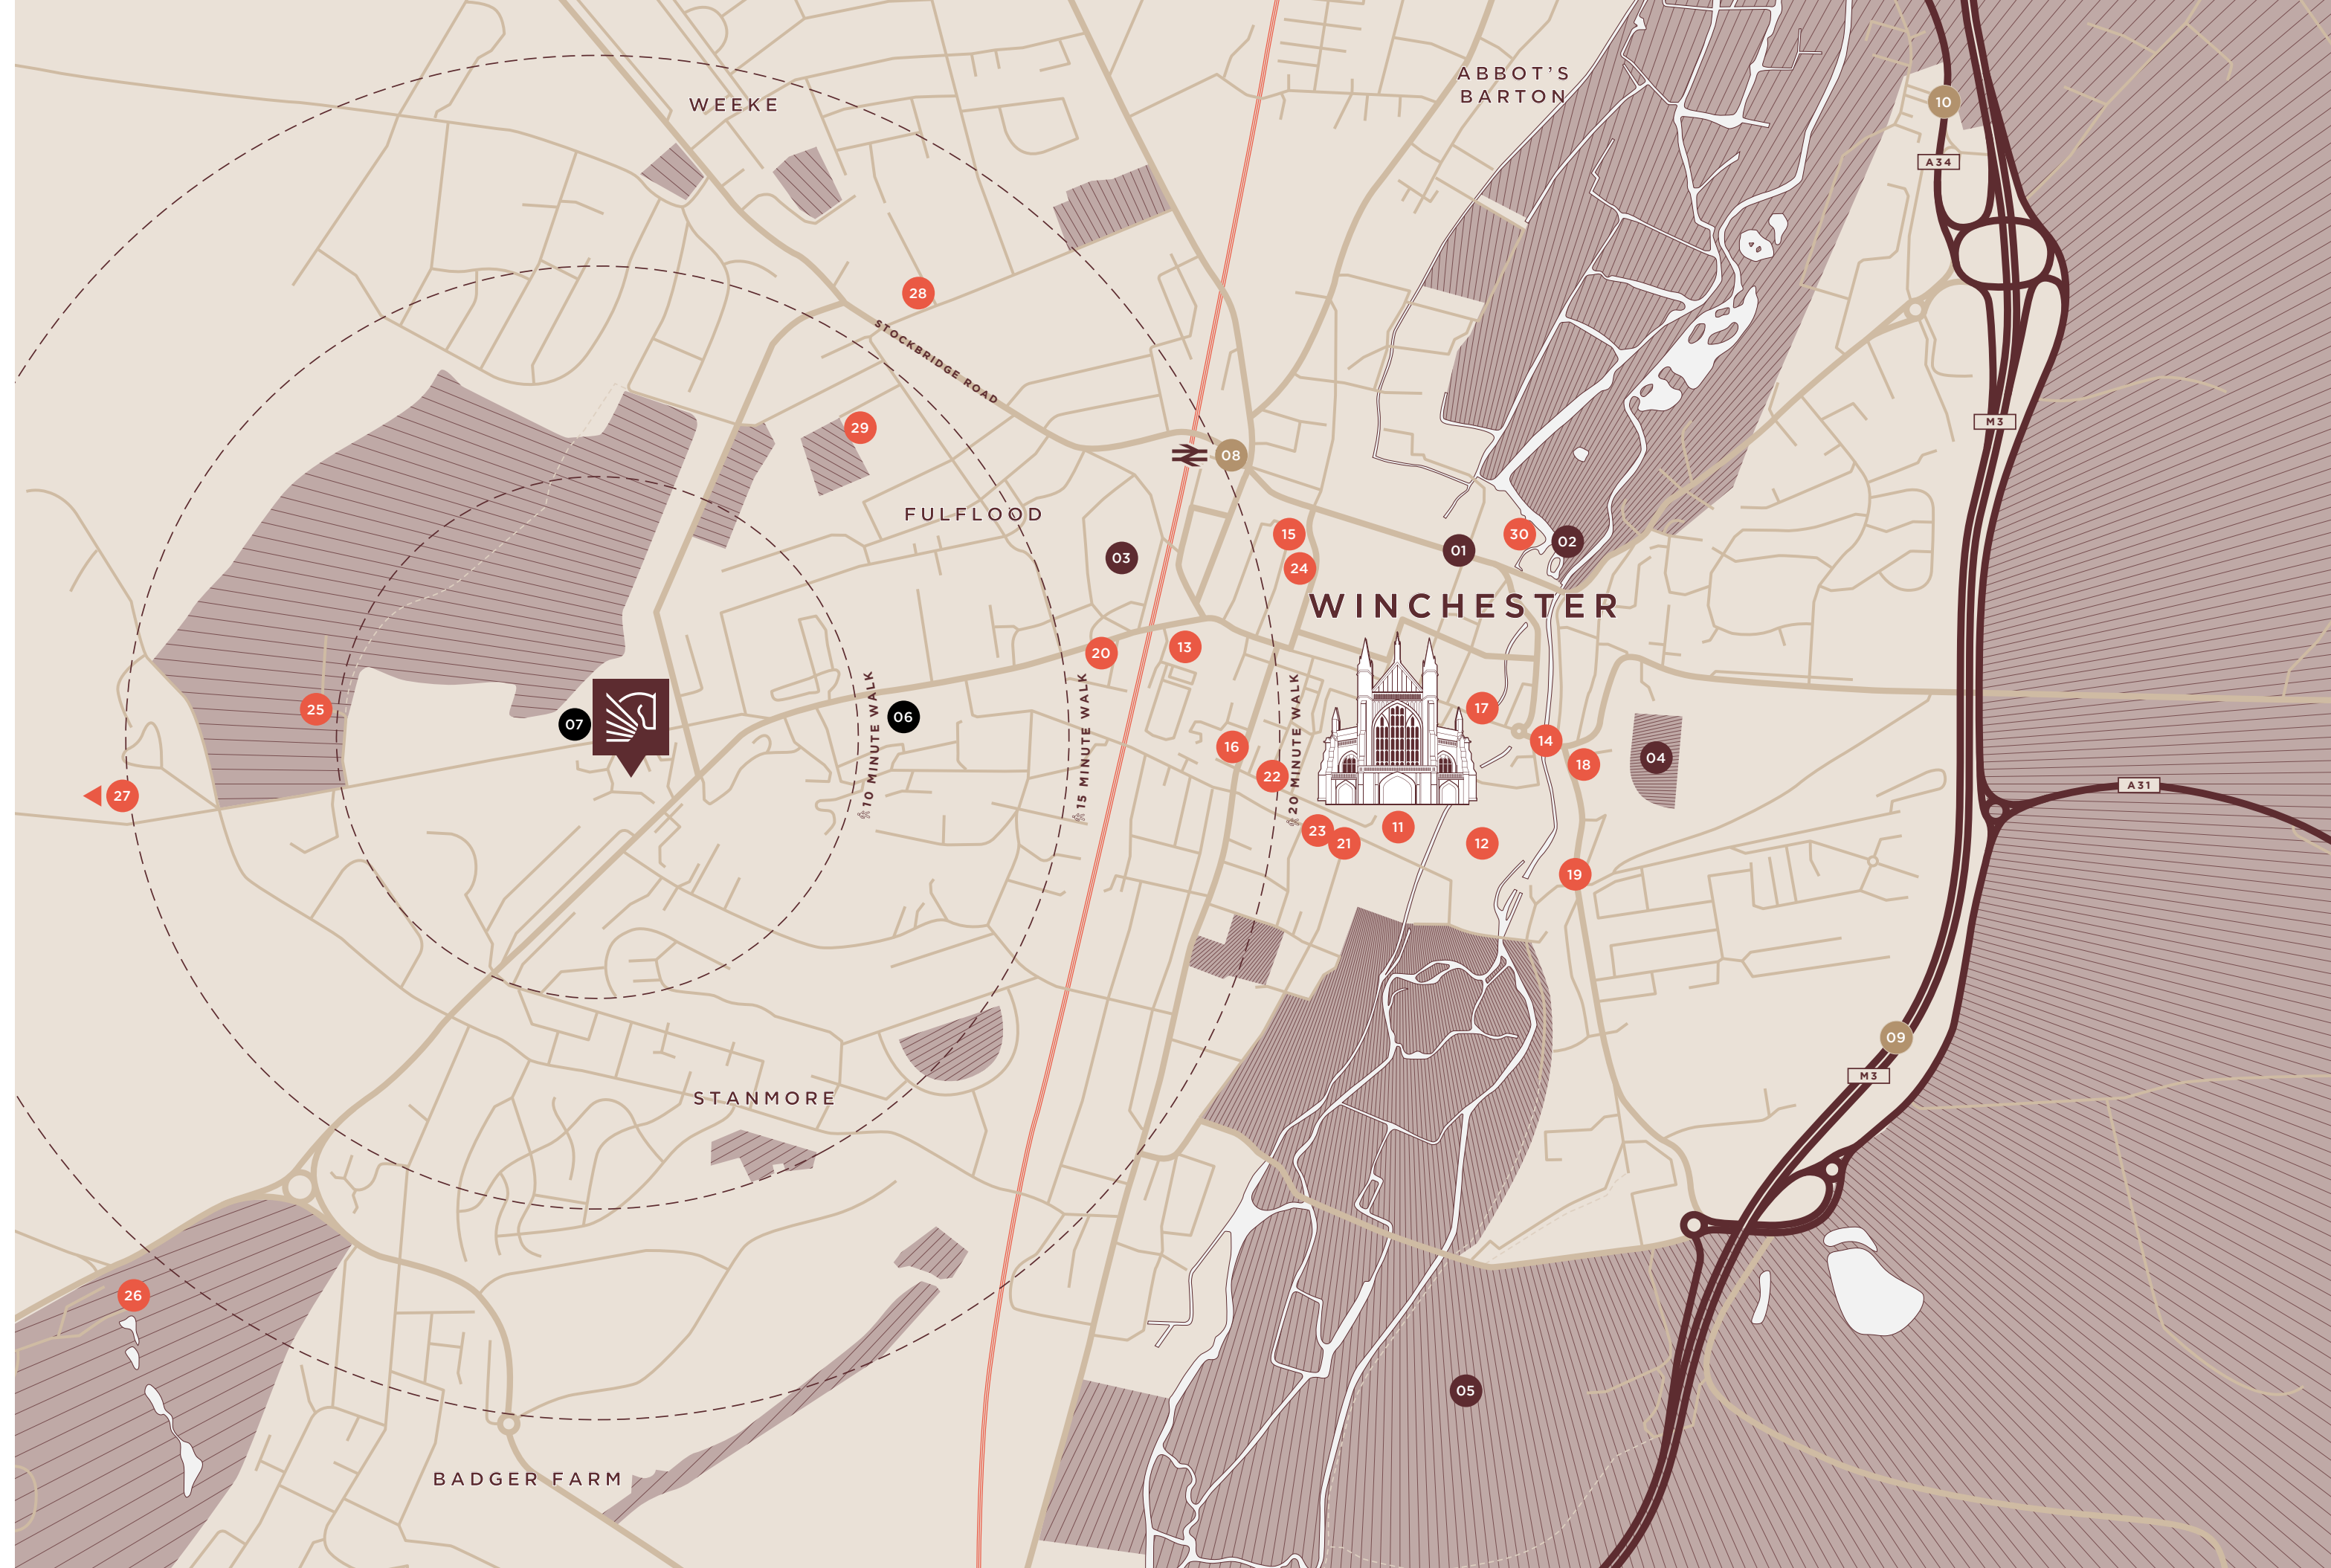 ABBOT'S
BARTON
WEEKE
10
A34
28
STOCKBRIDGE ROAD
M3
29
08
FULFLOOD
15
30
02
01
03
24
WINCHESTER
20
13
10 MINUTE WALK
15 MINUTE WALK
20 MINUTE WALK
25
07
06
17
16
14
04
18
22
27
A31
23
11
21
12
19
09
M3
STANMORE
26
05
BADGER FARM